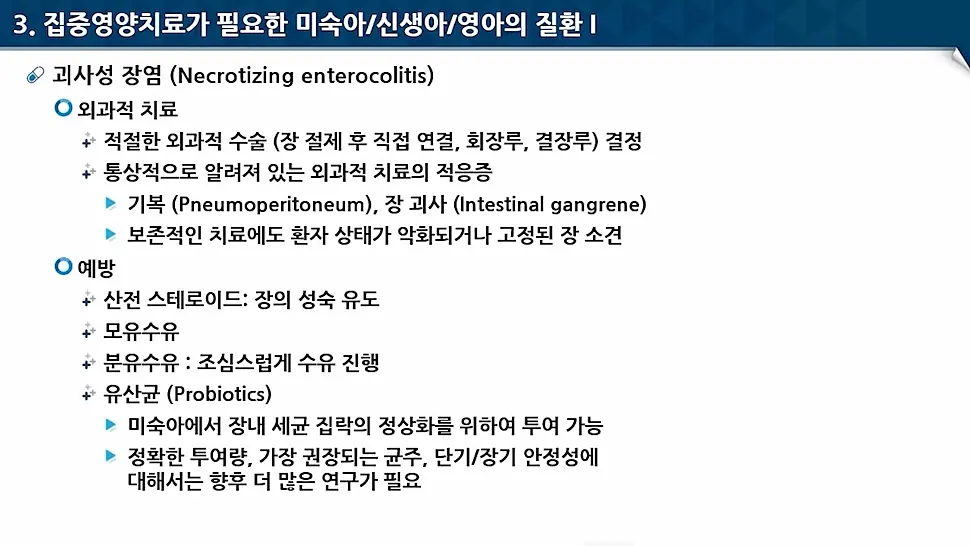 3. 집중영양치료가 필요한 미숙아/신생아/영아의 질환 I
괴사성 장염 (Necrotizing enterocolitis)
외과적 치료
적절한 외과적 수술 (장 절제 후 직접 연결, 회장루, 결장루) 결정
통상적으로 알려져 있는 외과적 치료의 적응증
기복 (Pneumoperitoneum), 장 괴사 (Intestinal gangrene)
보존적인 치료에도 환자 상태가 악화되거나 고정된 장 소견
예방
산전 스테로이드: 장의 성숙 유도
모유수유
분유수유 : 조심스럽게 수유 진행
유산균 (Probiotics)
미숙아에서 장내 세균 집락의 정상화를 위하여 투여 가능
정확한 투여량, 가장 권장되는 균주, 단기/장기 안정성에
대해서는 향후 더 많은 연구가 필요